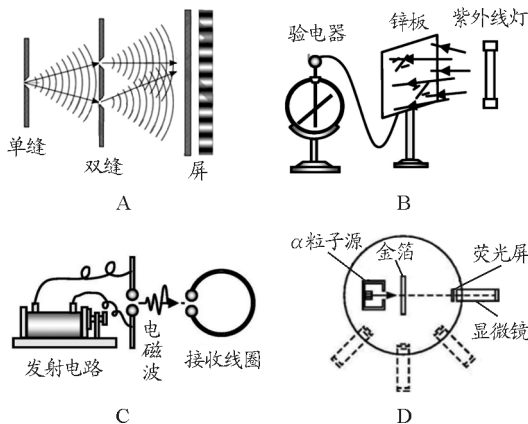 单缝
双缝
屏
A
验电器
锌板
紫外线灯
B
发射电路
电磁波
接收线圈
C
α粒子源
金箔
荧光屏
显微镜
D